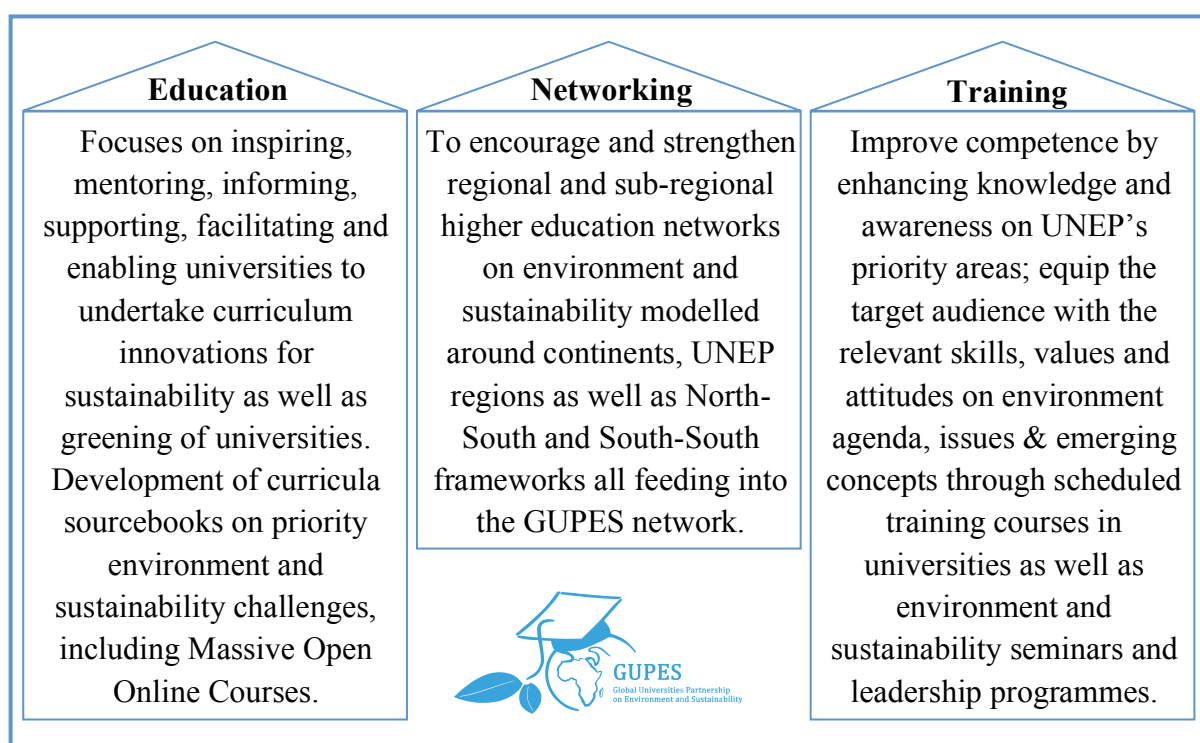 Education
Focuses on inspiring,
mentoring, informing,
supporting, facilitating and
enabling universities to
undertake curriculum
innovations for
sustainability as well as
greening of universities.
Development of curricula
sourcebooks on priority
environment and
sustainability challenges,
including Massive Open
Online Courses.
Networking
To encourage and strengthen
regional and sub-regional
higher education networks
on environment and
sustainability modelled
around continents, UNEP
regions as well as North-
South and South-South
frameworks all feeding into
the GUPES network.
GUPES
Global Universities Partnership
on Environment and Sustainability
Training
Improve competence by
enhancing knowledge and
awareness on UNEP’s
priority areas; equip the
target audience with the
relevant skills, values and
attitudes on environment
agenda, issues & emerging
concepts through scheduled
training courses in
universities as well as
environment and
sustainability seminars and
leadership programmes.